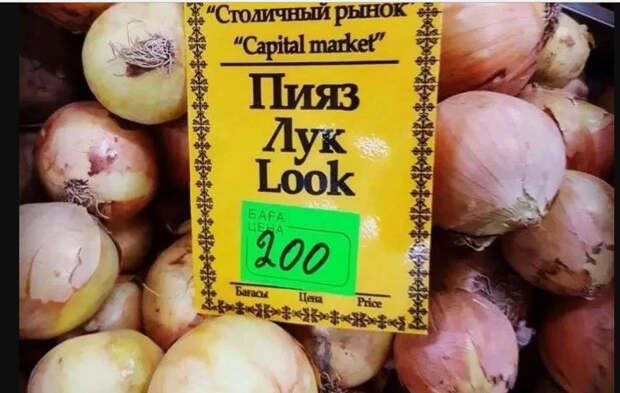 "Столичный рынок"
"Capital market"
Пияз
Лук
Look
БАҒА
ЦЕНА
200
Бағасы Цена Price